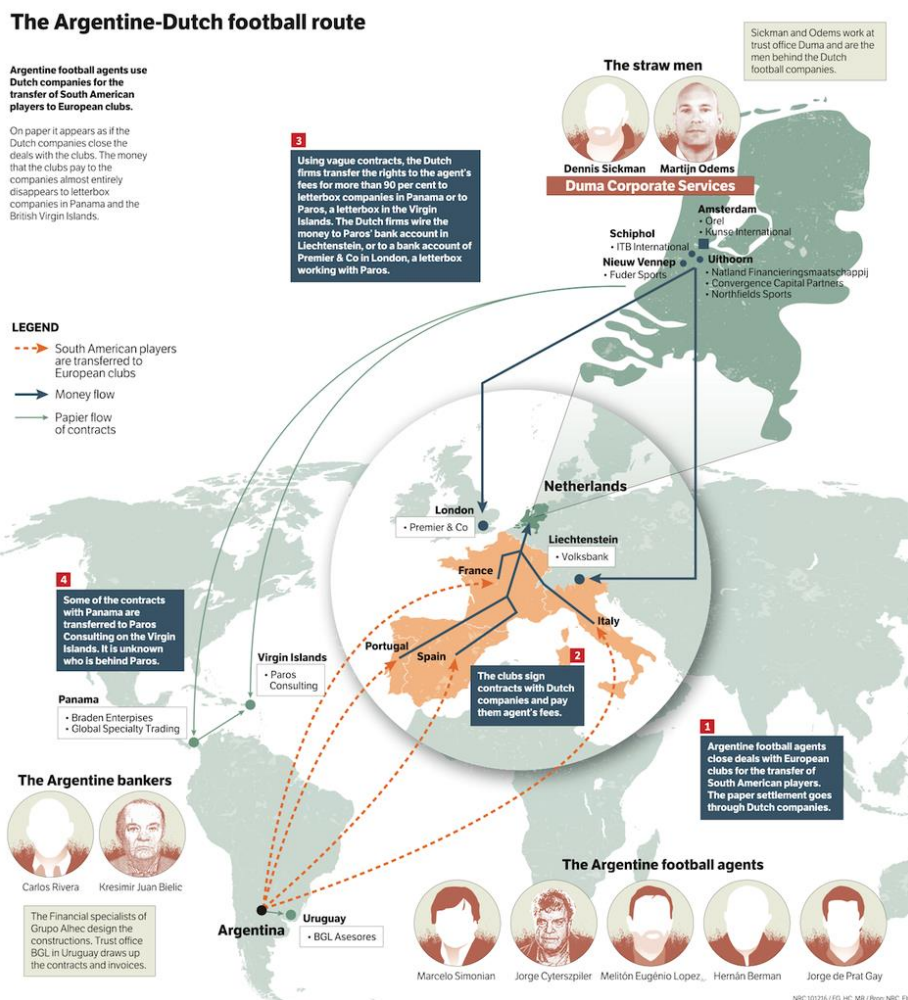 The Argentine-Dutch football route
Argentine football agents use
Dutch companies for the
transfer of South American
players to European clubs.
On paper it appears as if the
Dutch companies close the
deals with the clubs. The money
that the clubs pay to the
companies almost entirely
disappears to letterbox
companies in Panama and the
British Virgin Islands.
Sickman and Odems work at
trust office Duma and are the
men behind the Dutch
football companies.
The straw men
Dennis Sickman
Martijn Odems
Duma Corporate Services
3
Using vague contracts, the Dutch
firms transfer the rights to the agent's
fees for more than 90 per cent to
letterbox companies in Panama or to
Paros, a letterbox in the Virgin
Islands. The Dutch firms wire the
money to Paros' bank account in
Liechtenstein, or to a bank account of
Premier & Co in London, a letterbox
working with Paros.
Amsterdam
• Orel
• Kunse International
Schiphol
• ITB International
Nieuw Vennep
• Fuder Sports
Uithoorn
• Natland Financieringsmaatschappij
• Convergence Capital Partners
• Northfields Sports
LEGEND
South American players
are transferred to
European clubs
Money flow
Papier flow
of contracts
Netherlands
London
• Premier & Co
Liechtenstein
• Volksbank
France
Italy
Portugal
Spain
2
The clubs sign
contracts with Dutch
companies and pay
them agent's fees.
4
Some of the contracts
with Panama are
transferred to Paros
Consulting on the Virgin
Islands. It is unknown
who is behind Paros.
Virgin Islands
• Paros
Consulting
Panama
• Braden Enterpises
• Global Specialty Trading
1
Argentine football agents
close deals with European
clubs for the transfer of
South American players.
The paper settlement goes
through Dutch companies.
The Argentine bankers
Carlos Rivera
Kresimir Juan Bielic
The Financial specialists of
Grupo Alhec design the
constructions. Trust office
BGL in Uruguay draws up
the contracts and invoices.
Argentina
Uruguay
• BGL Asesores
The Argentine football agents
Marcelo Simonian
Jorge Cyterszpiler
Melitón Eugénio Lopez_
Hernán Berman
Jorge de Prat Gay
NRC 101216 / FG, HC, MR / Bron: NRC,